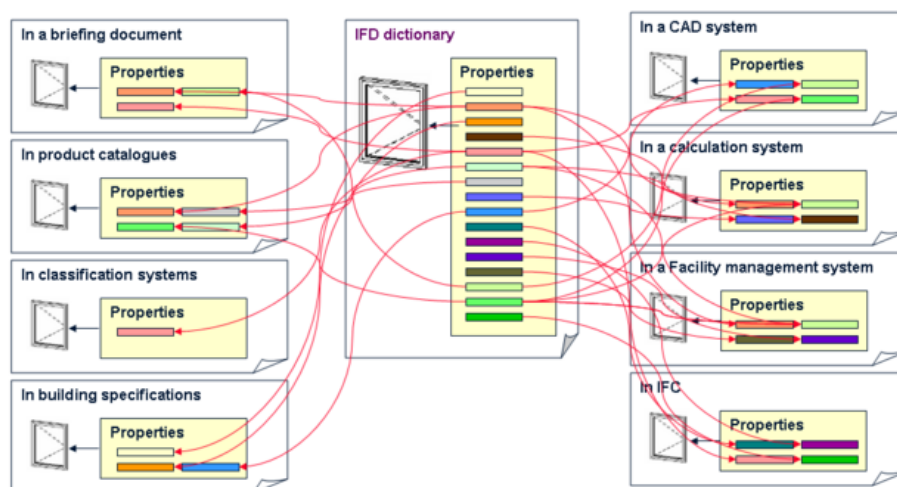 In a briefing document
Properties
In product catalogues
Properties
In classification systems
Properties
In building specifications
Properties
IFD dictionary
Properties
In a CAD system
Properties
In a calculation system
Properties
In a Facility management system
Properties
In IFC
Properties